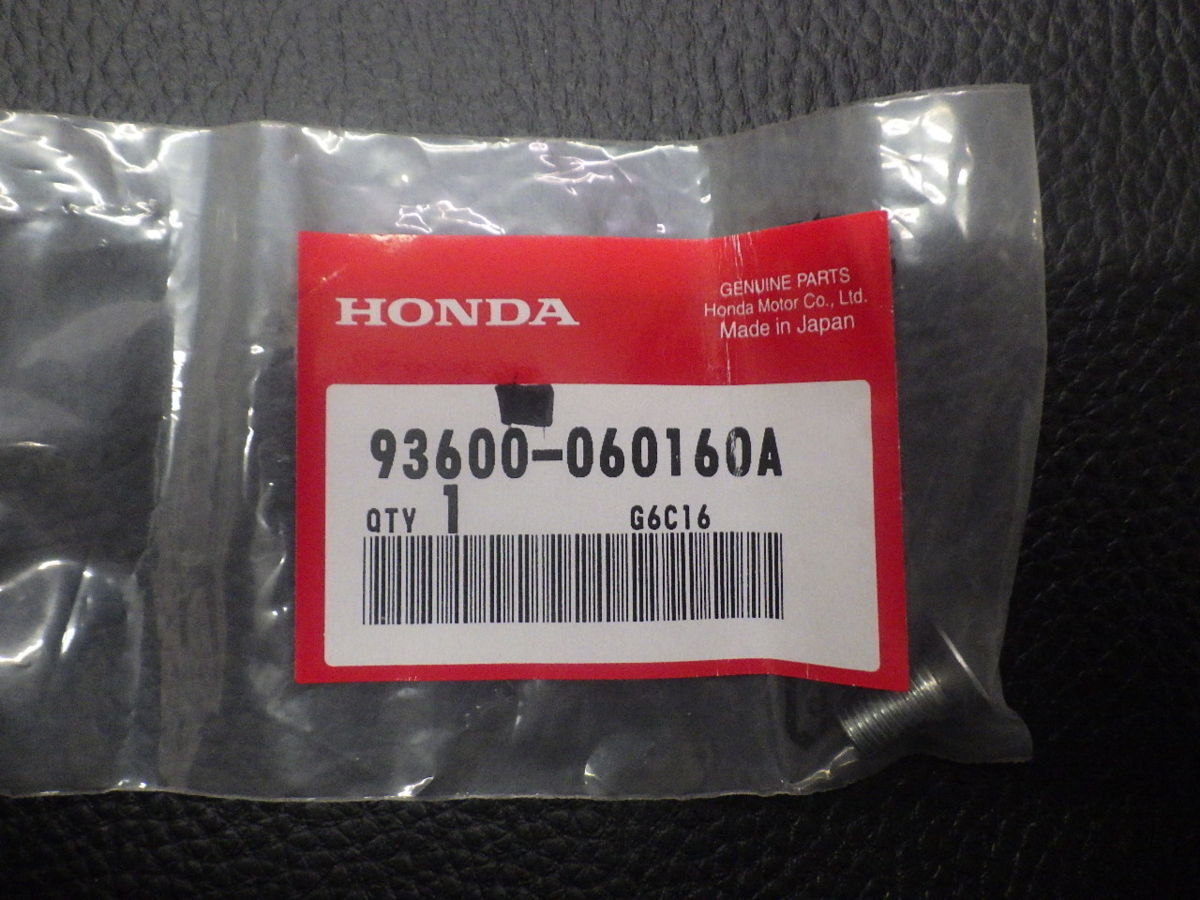 HONDA
GENUINE PARTS
Honda Motor Co., Ltd.
Made in Japan
93600-060160A
QTY 1 G6C16